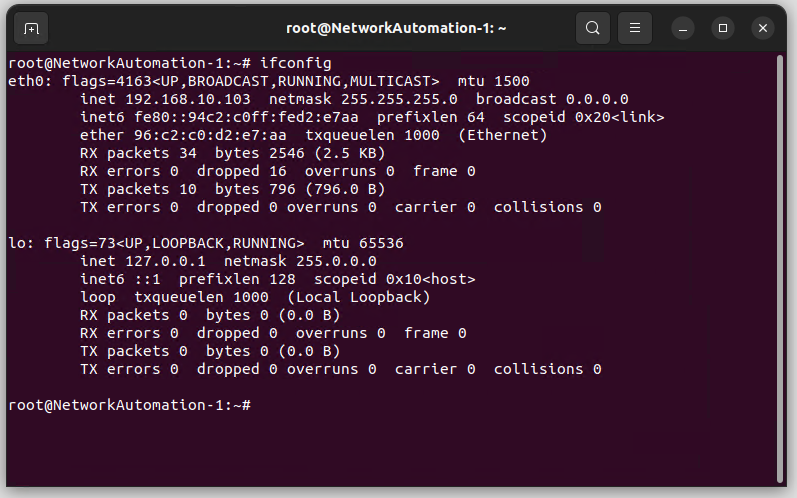 root@NetworkAutomation-1: ~
root@NetworkAutomation-1:~# ifconfig
eth0: flags=4163<UP,BROADCAST,RUNNING,MULTICAST>  mtu 1500
        inet 192.168.10.103  netmask 255.255.255.0  broadcast 0.0.0.0
        inet6 fe80::94c2:c0ff:fed2:e7aa  prefixlen 64  scopeid 0x20<link>
        ether 96:c2:c0:d2:e7:aa  txqueuelen 1000  (Ethernet)
        RX packets 34  bytes 2546 (2.5 KB)
        RX errors 0  dropped 16  overruns 0  frame 0
        TX packets 10  bytes 796 (796.0 B)
        TX errors 0  dropped 0 overruns 0  carrier 0  collisions 0

lo: flags=73<UP,LOOPBACK,RUNNING>  mtu 65536
        inet 127.0.0.1  netmask 255.0.0.0
        inet6 ::1  prefixlen 128  scopeid 0x10<host>
        loop  txqueuelen 1000  (Local Loopback)
        RX packets 0  bytes 0 (0.0 B)
        RX errors 0  dropped 0  overruns 0  frame 0
        TX packets 0  bytes 0 (0.0 B)
        TX errors 0  dropped 0 overruns 0  carrier 0  collisions 0

root@NetworkAutomation-1:~#